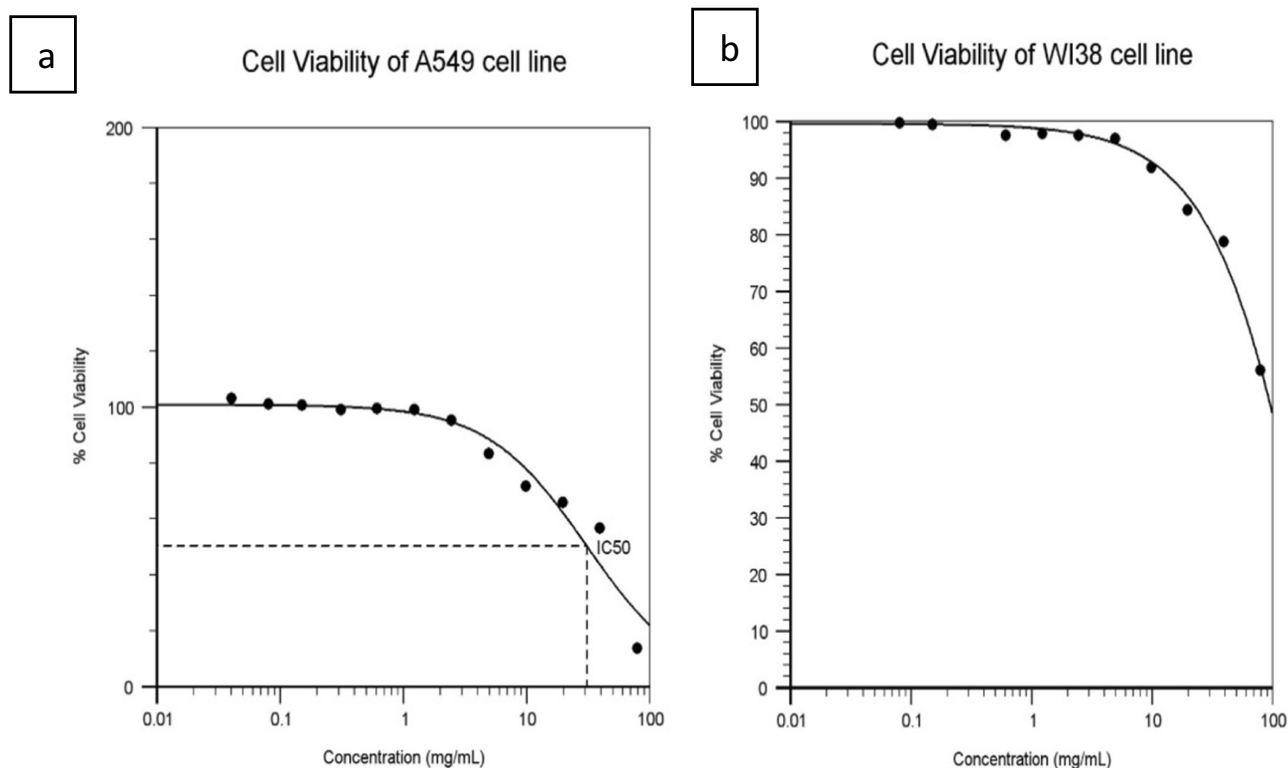 a
Cell Viability of A549 cell line
200
100
0
% Cell Viability
IC50
0.01 0.1 1 10 100
Concentration (mg/mL)
b
Cell Viability of WI38 cell line
100
90
80
70
60
50
40
30
20
10
0
% Cell Viability
0.01 0.1 1 10 100
Concentration (mg/mL)